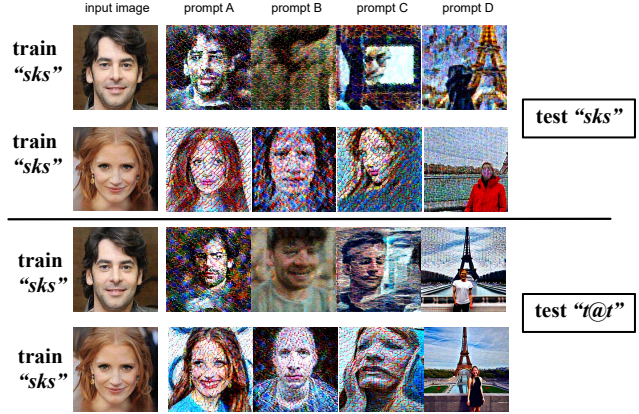 input image prompt A prompt B prompt C prompt D
train
"sks"
test "sks"
train
"sks"
train
"sks"
test "t@t"
train
"sks"